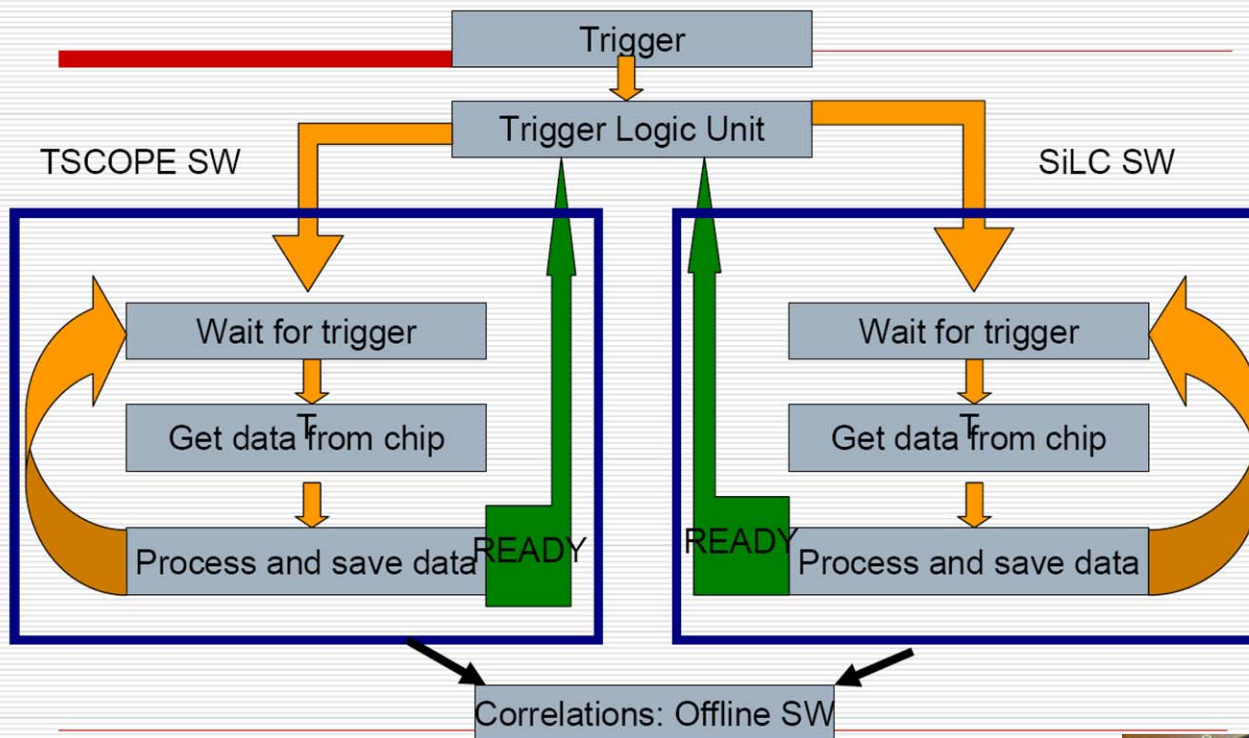 Trigger
Trigger Logic Unit
TSCOPE SW
SiLC SW
Wait for trigger
Wait for trigger
T
Get data from chip
T
Get data from chip
READY
Process and save data
READY
Process and save data
Correlations: Offline SW